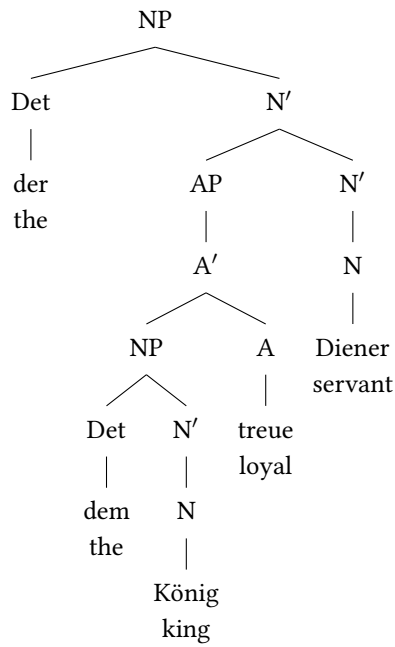 NP
Det N′
der
the
AP N′
A′ N
NP A Diener
servant
Det N′ treue
loyal
dem
the
N
König
king